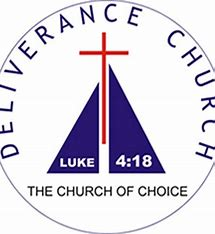 DELIVERANCE CHURCH
LUKE 4:18
THE CHURCH OF CHOICE